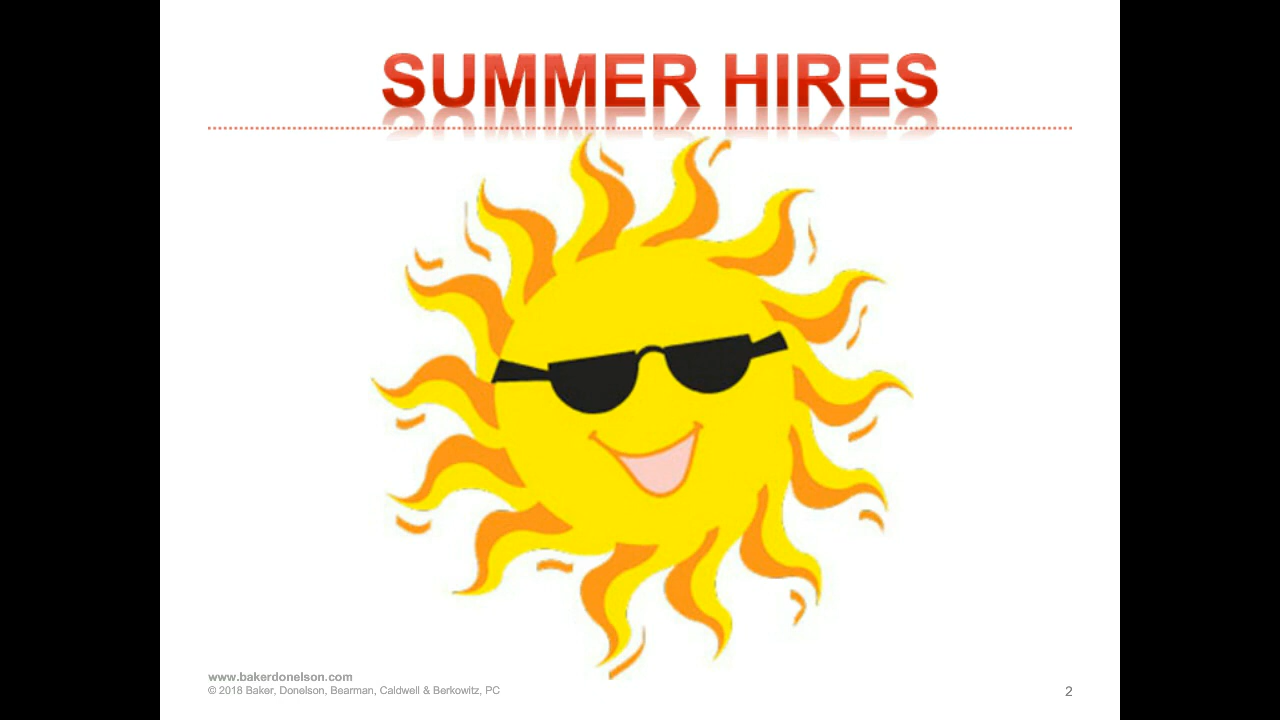 SUMMER HIRES
www.bakerdonelson.com
© 2018 Baker, Donelson, Bearman, Caldwell & Berkowitz, PC
2